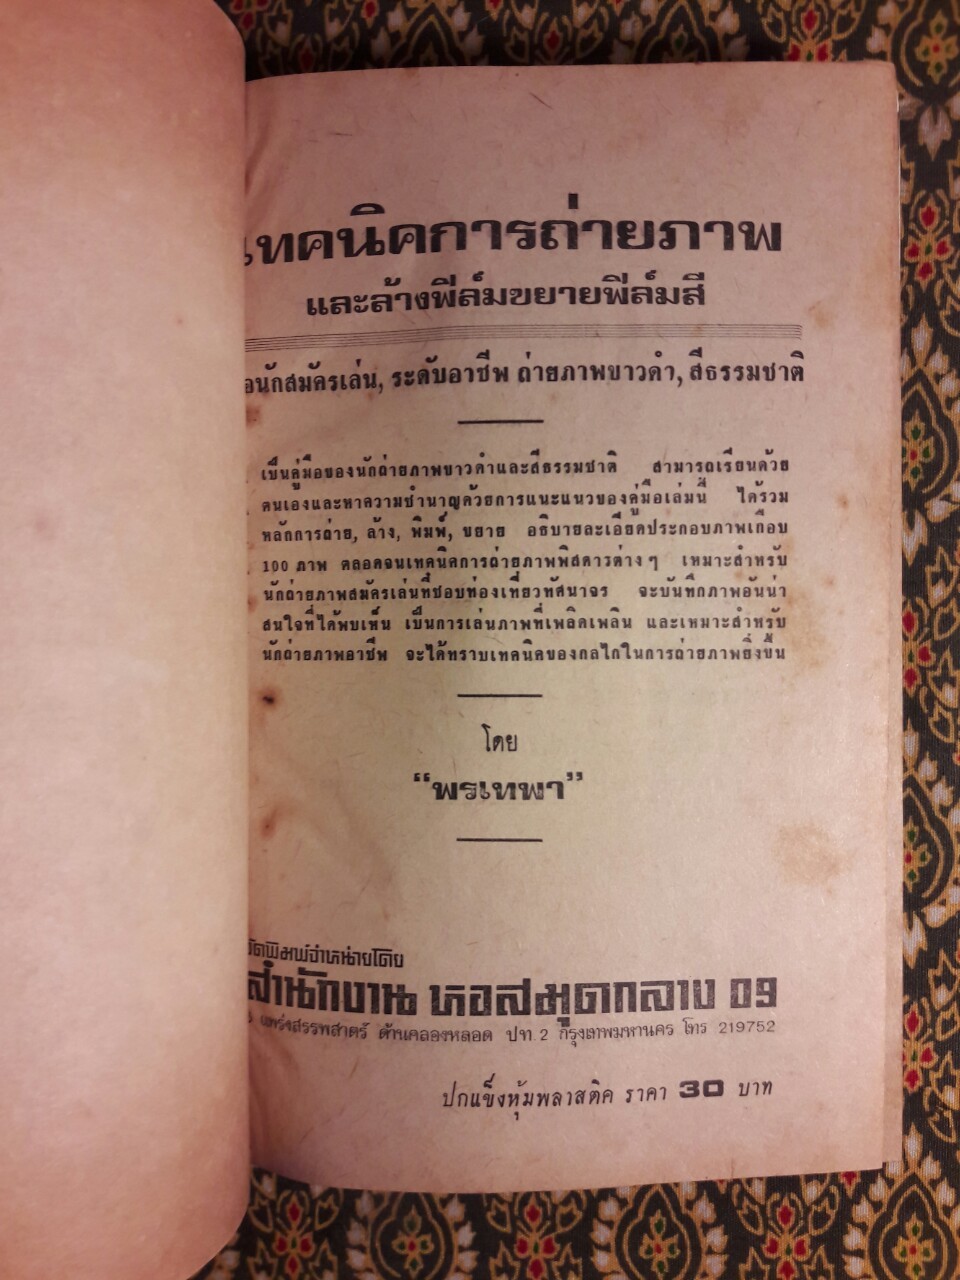 เทคนิคการถ่ายภาพ
และล้างฟิล์มขยายฟิล์มสี
นักสมัครเล่น, ระดับอาชีพ ถ่ายภาพขาวดำ, สีธรรมชาติ
เป็นคู่มือของนักถ่ายภาพขาวดำและสีธรรมชาติ สามารถเรียนด้วย
ตนเองและหาความชำนาญด้วยการแนะแนวของคู่มือเล่มนี้ ได้รวม
หลักการถ่าย, ล้าง, พิมพ์, ขยาย อธิบายละเอียดประกอบภาพเกือบ
100 ภาพ ตลอดจนเทคนิคการถ่ายภาพพิสดารต่าง ๆ เหมาะสำหรับ
นักถ่ายภาพสมัครเล่นที่ชอบท่องเที่ยวทัศนาจร จะบันทึกภาพอันน่า
สนใจที่ได้พบเห็น เป็นการเล่นภาพที่เพลิดเพลิน และเหมาะสำหรับ
นักถ่ายภาพอาชีพ จะได้ทราบเทคนิคของกลไกในการถ่ายภาพยิ่งขึ้น
โดย
“พรเทพา”
จัดพิมพ์จำหน่ายโดย
สำนักงาน หอสมุดกลาง 09
แพร่งสรรพสาตร์ ด้านคลองหลอด ปท. 2 กรุงเทพมหานคร โทร 219752
ปกแข็งหุ้มพลาสติค ราคา 30 บาท